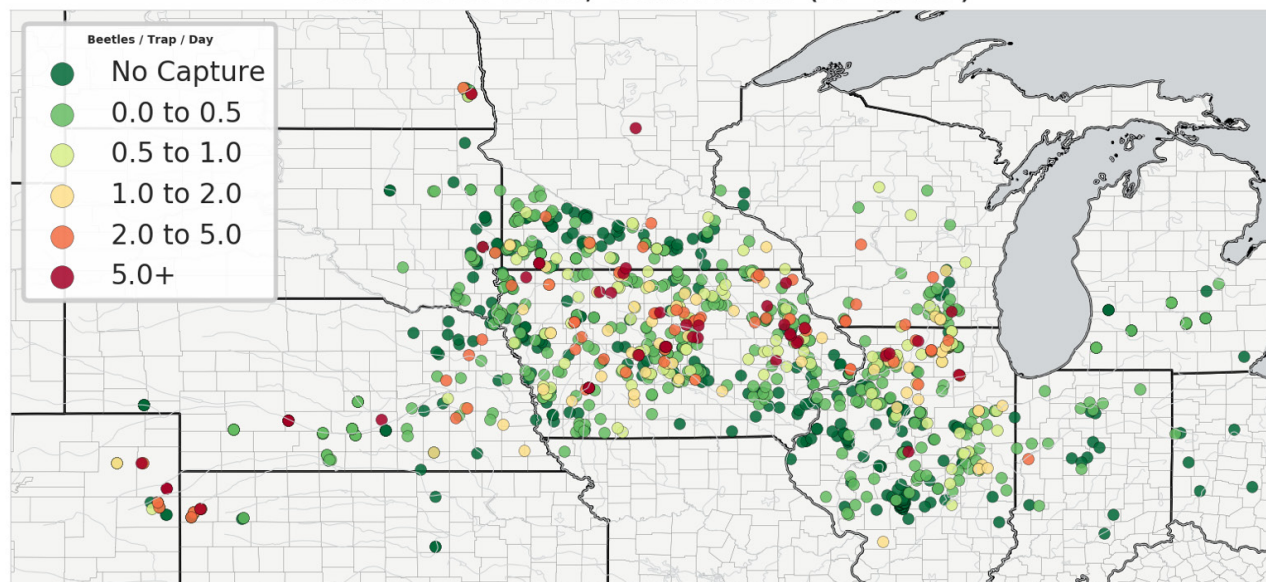 Beetles / Trap / Day
No Capture
0.0 to 0.5
0.5 to 1.0
1.0 to 2.0
2.0 to 5.0
5.0+